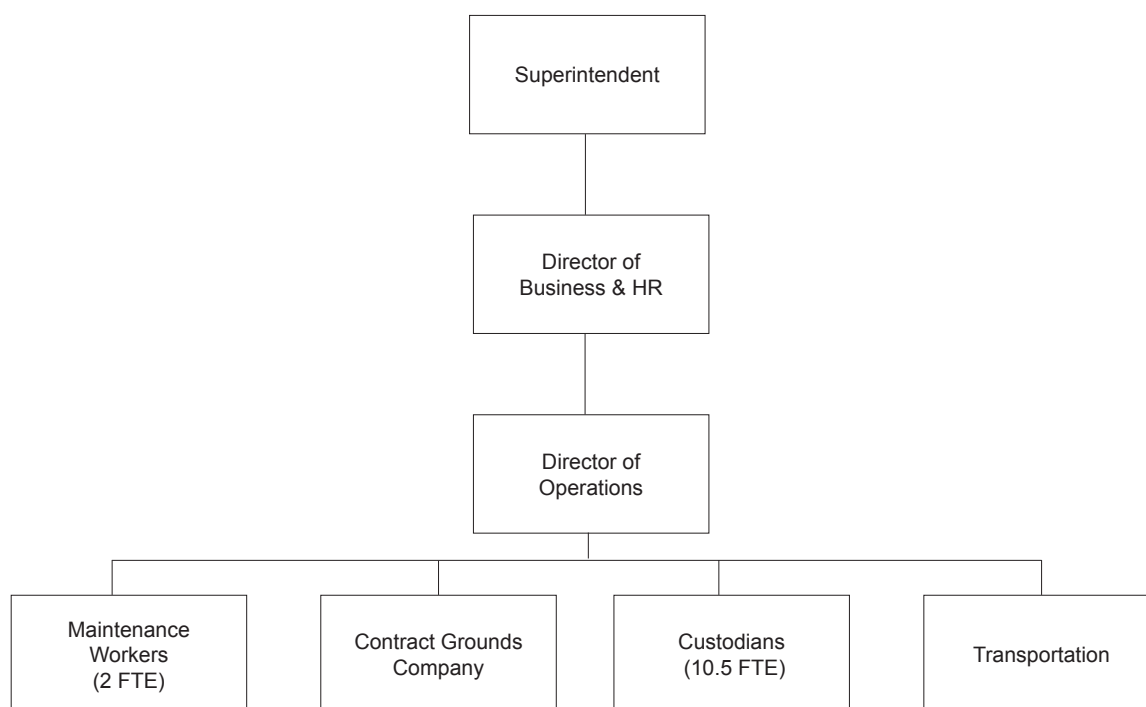 Superintendent
Director of
Business & HR
Director of
Operations
Maintenance
Workers
(2 FTE)
Contract Grounds
Company
Custodians
(10.5 FTE)
Transportation